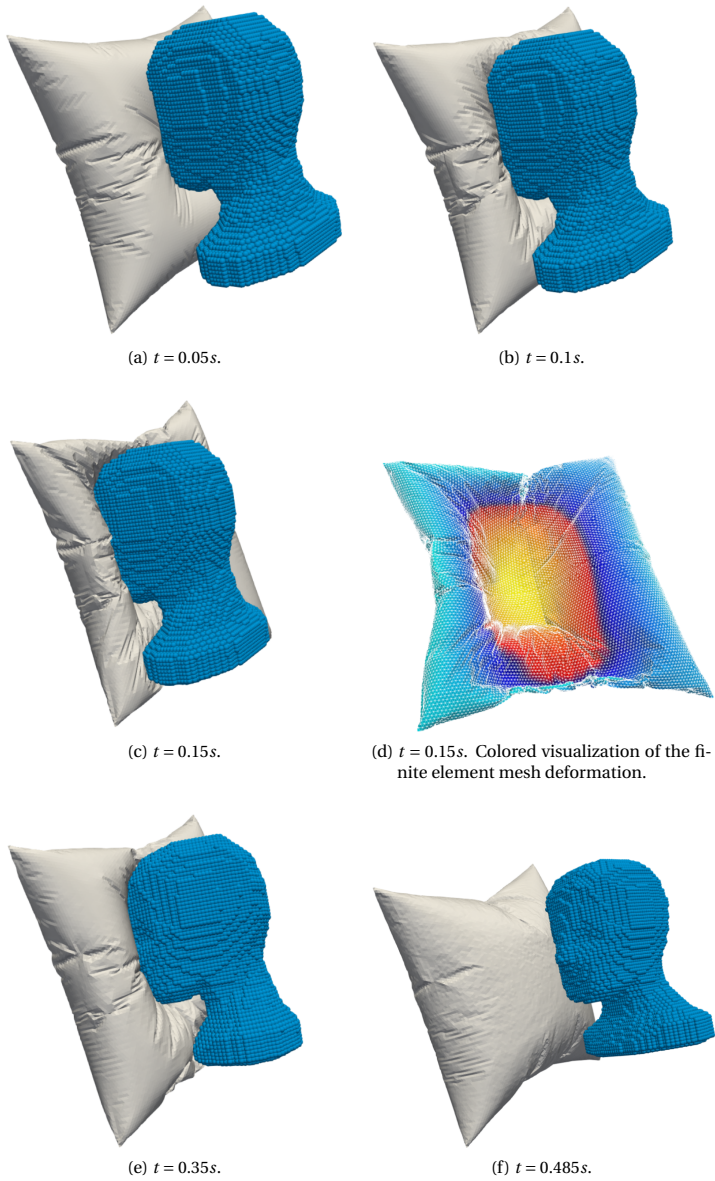 (a) t = 0.05s.
(b) t = 0.1s.
(c) t = 0.15s.
(d) t = 0.15s. Colored visualization of the fi-
nite element mesh deformation.
(e) t = 0.35s.
(f) t = 0.485s.